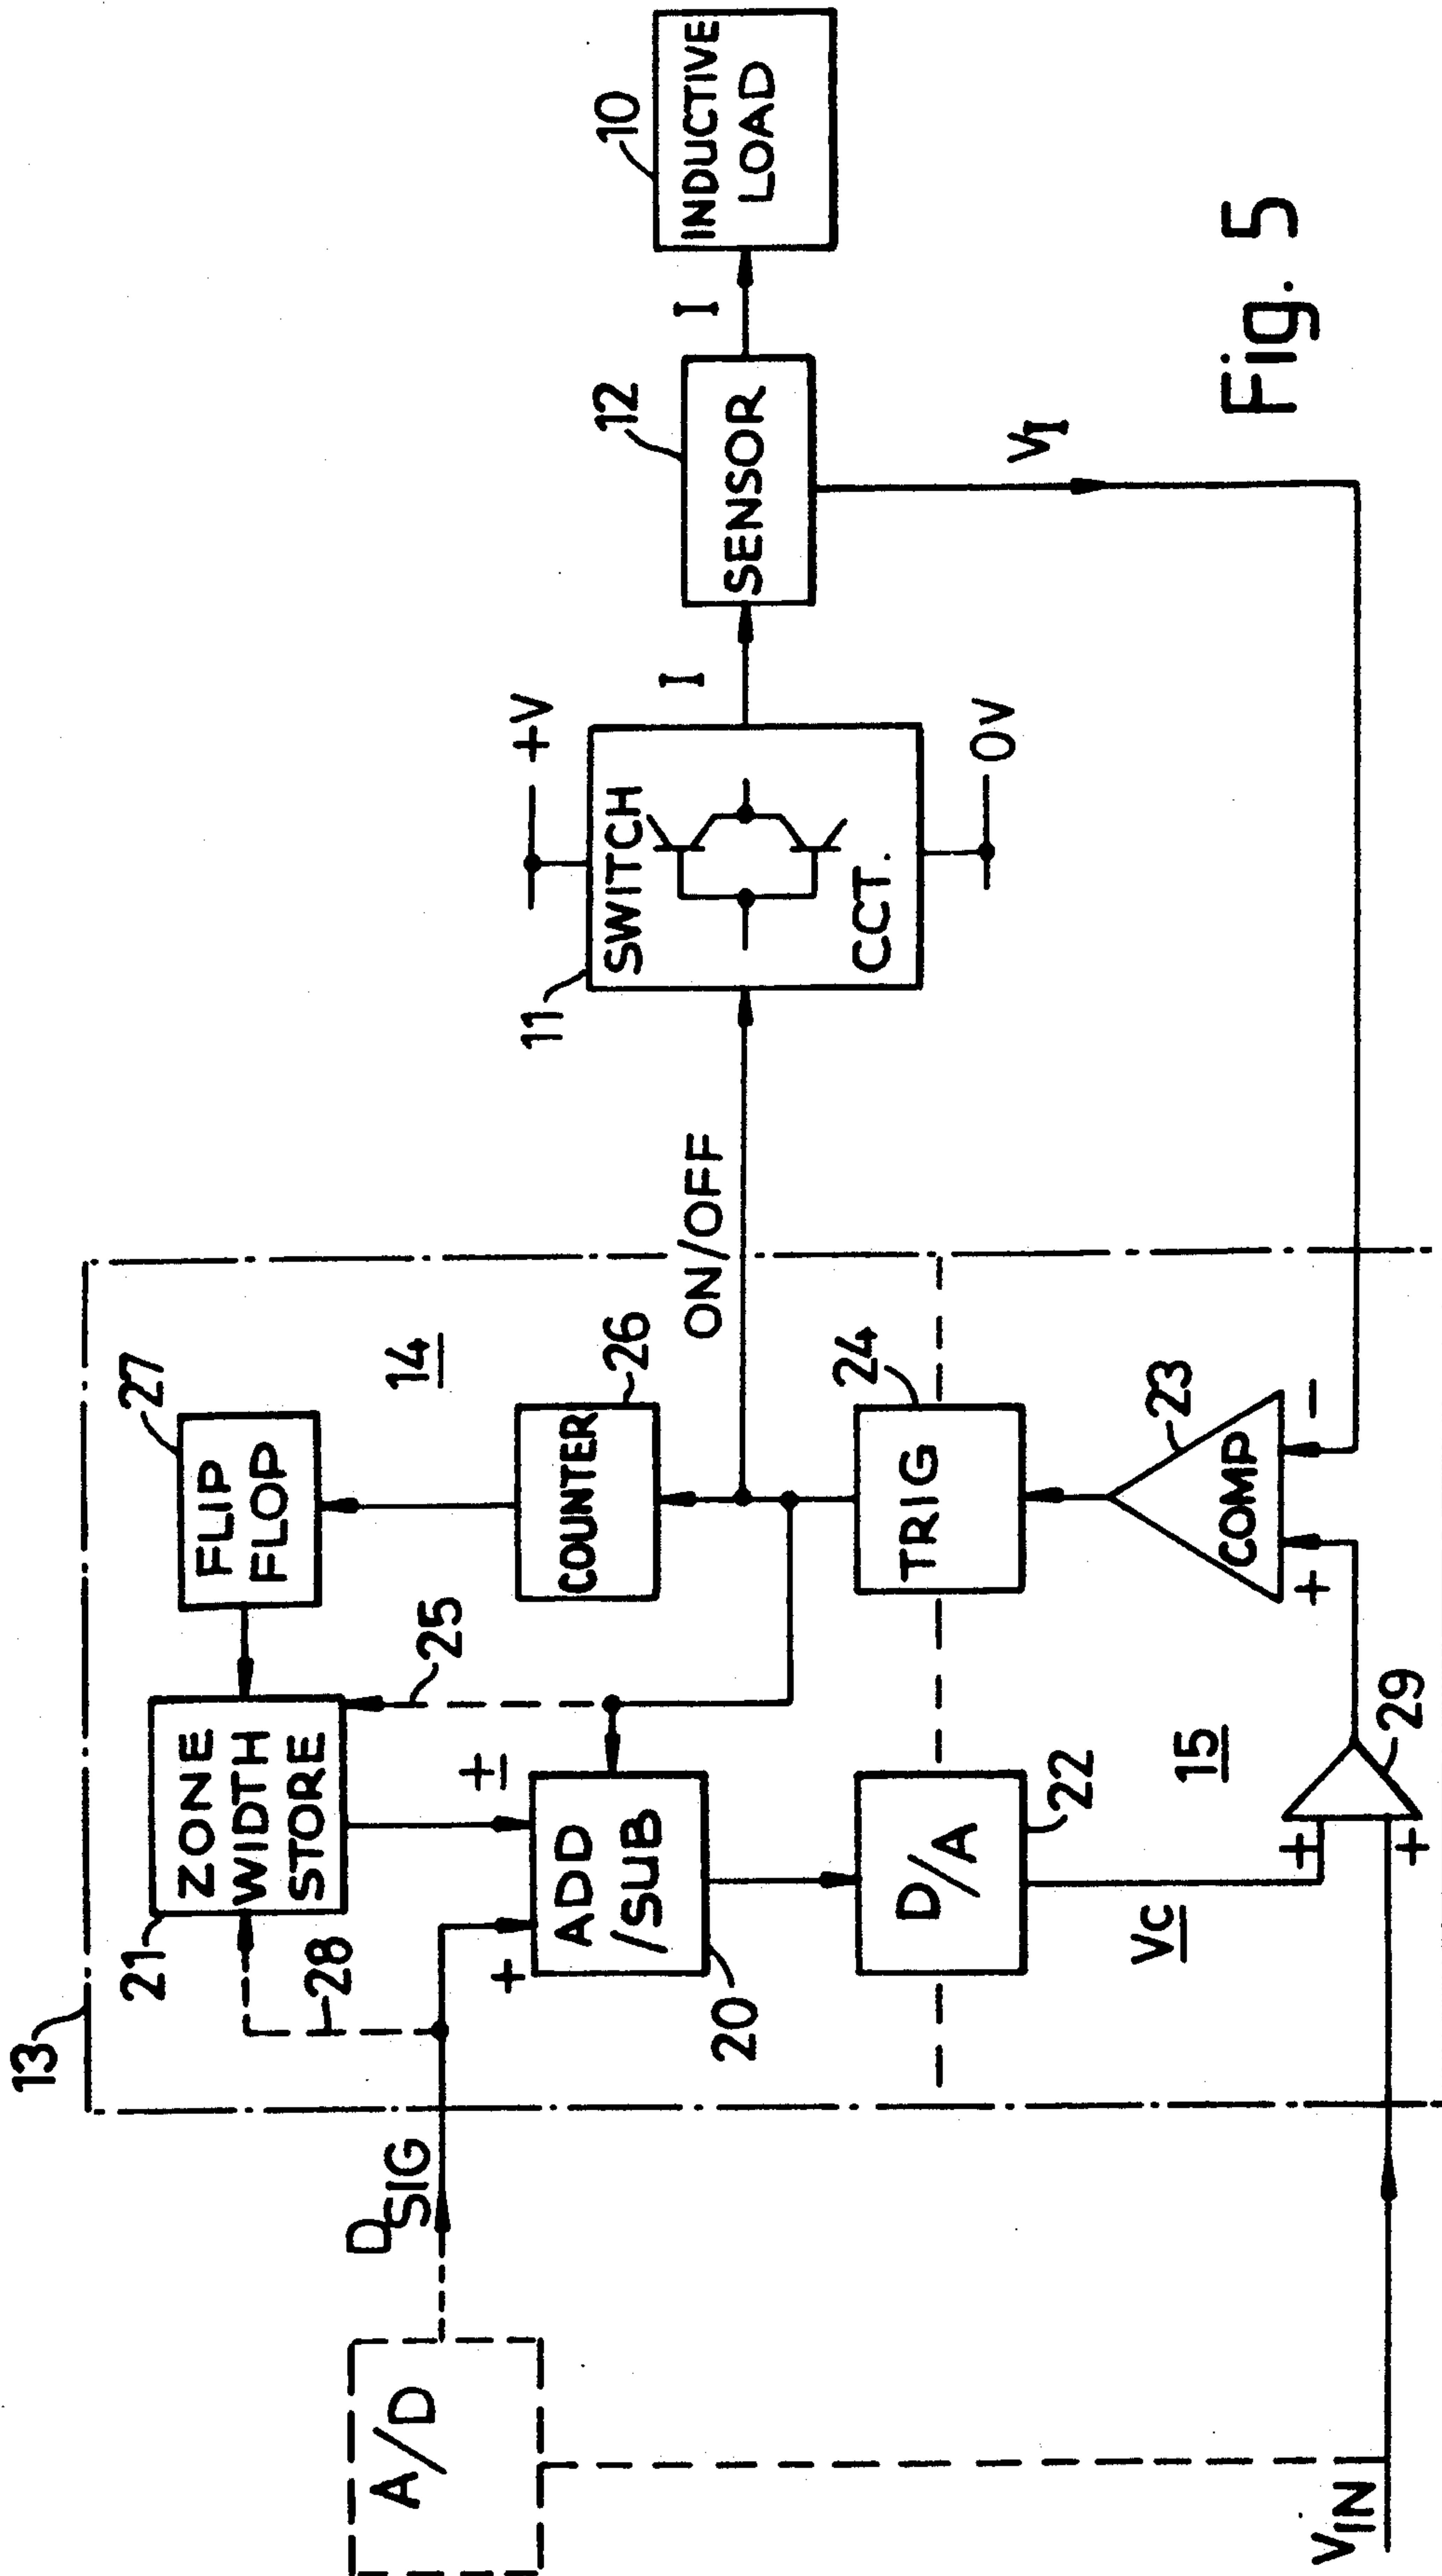 13
21
ZONE
WIDTH
STORE
27
FLIP
FLOP
14
28
25
DSIG
+
±
COUNTER
26
A/D
ADD
/SUB
20
ON/OFF
11
SWITCH
CCT.
+V
0V
I
12
SENSOR
I
10
INDUCTIVE
LOAD
D/A
22
TRIG
24
VC
15
COMP
23
+
-
VI
±
+
29
VIN
Fig. 5